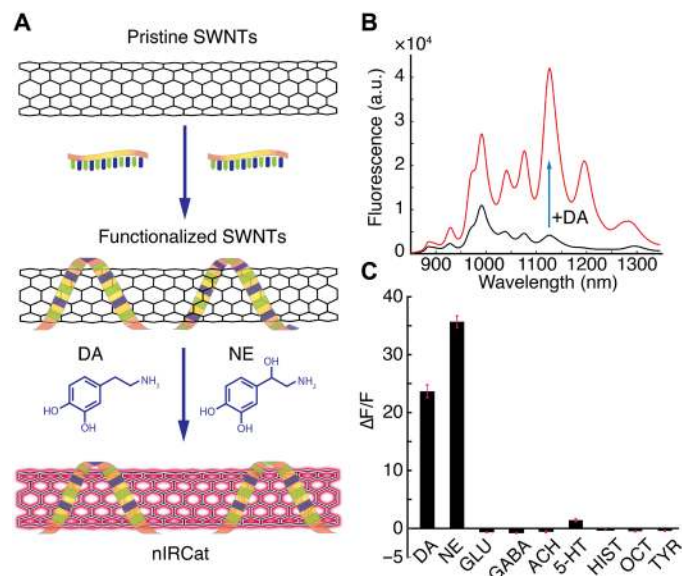 A
Pristine SWNTs
Functionalized SWNTs
DA
NE
NH₂
HO
OH
OH
NH₂
HO
OH
nIRCat
B
×10⁴
4
3
2
1
0
Fluorescence (a.u.)
+DA
900 1000 1100 1200 1300
Wavelength (nm)
C
40
30
20
10
0
−5
ΔF/F
DA NE GLU GABA ACH 5-HT HIST OCT TYR